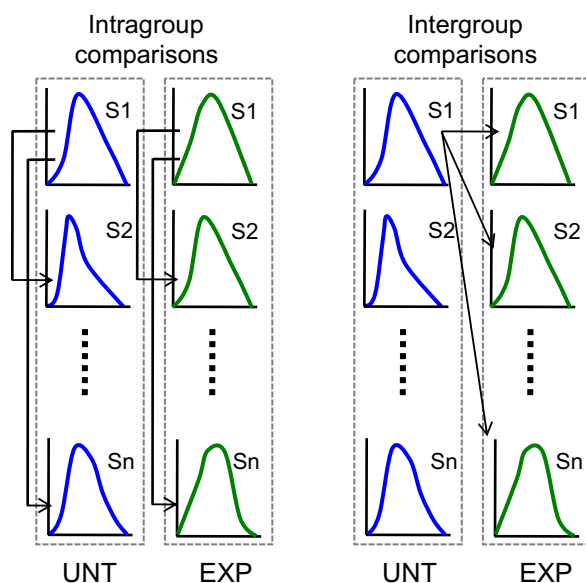 Intragroup
comparisons
Intergroup
comparisons
S1
S1
S1
S1
S2
S2
S2
S2
Sn
Sn
Sn
Sn
UNT
EXP
UNT
EXP